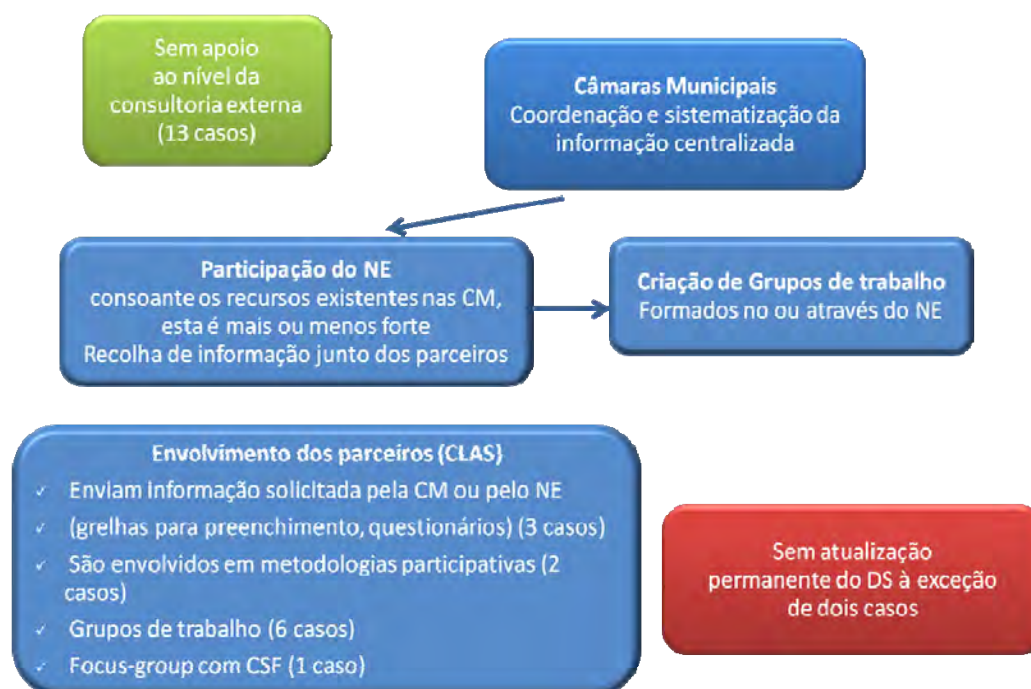 Sem apoio
ao nível da
consultoria externa
(13 casos)
Câmaras Municipais
Coordenação e sistematização da
informação centralizada
Participação do NE
consoante os recursos existentes nas CM,
esta é mais ou menos forte
Recolha de informação junto dos parceiros
Criação de Grupos de trabalho
Formados no ou através do NE
Envolvimento dos parceiros (CLAS)
✓ Enviam informação solicitada pela CM ou pelo NE
✓ (grelhas para preenchimento, questionários) (3 casos)
✓ São envolvidos em metodologias participativas (2
casos)
✓ Grupos de trabalho (6 casos)
✓ Focus-group com CSF (1 caso)
Sem atualização
permanente do DS à exceção
de dois casos